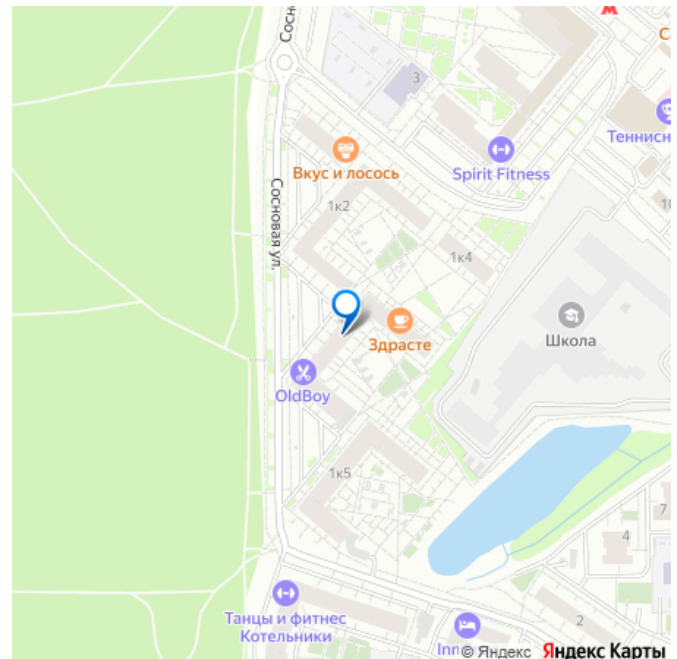 Сосн
М
Са
3
Теннисн
Вкус и лосось
Spirit Fitness
Сосновая ул.
1к2
10
1к4
Здрасте
Школа
OldBoy
1к5
7
4
Танцы и фитнес
Котельники
2
Inn
© Яндекс Яндекс Карты